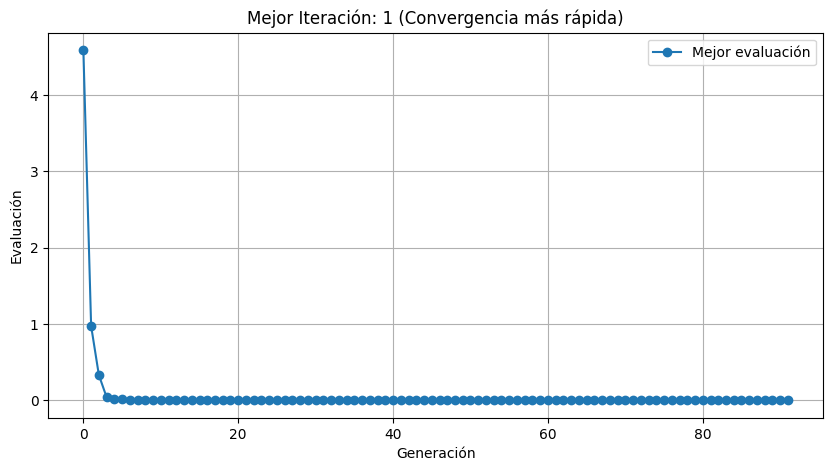 Mejor Iteración: 1 (Convergencia más rápida)
Mejor evaluación
Evaluación
4
3
2
1
0
0 20 40 60 80
Generación